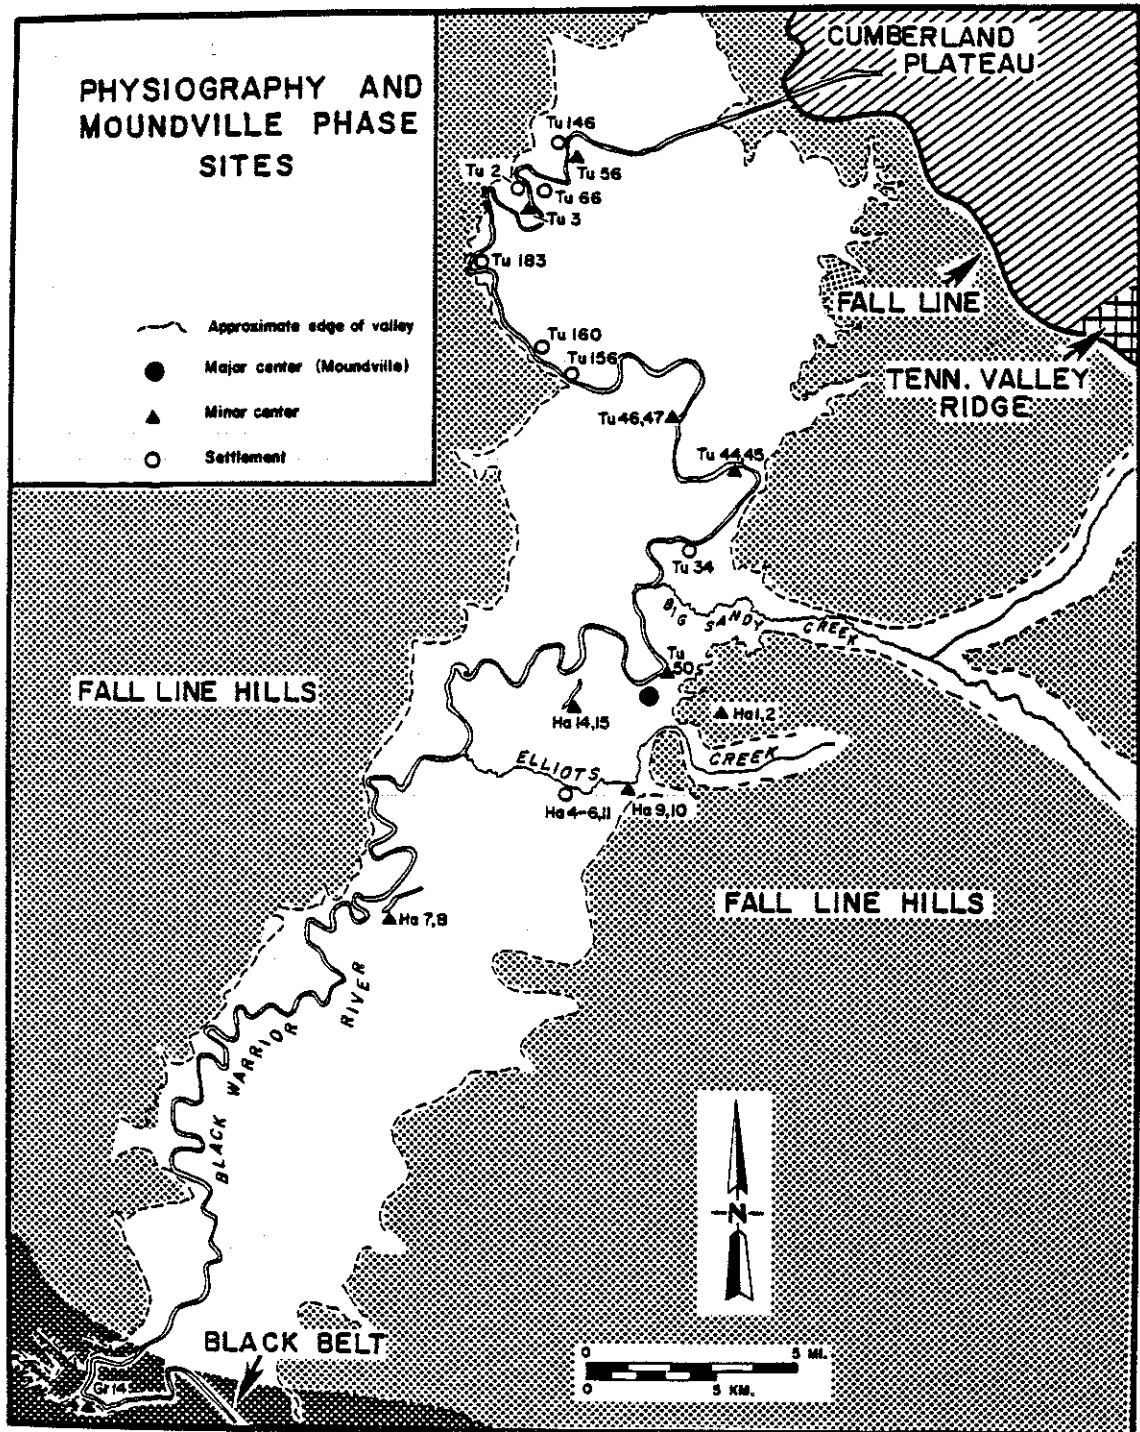 PHYSIOGRAPHY AND
MOUNDVILLE PHASE
SITES
Approximate edge of valley
Major center (Moundville)
Minor center
Settlement
CUMBERLAND
PLATEAU
Tu 146
Tu 56
Tu 2
Tu 66
Tu 3
Tu 183
FALL LINE
Tu 160
Tu 156
TENN. VALLEY
RIDGE
Tu 46,47
Tu 44,45
Tu 34
BIG SANDY CREEK
Tu
50
FALL LINE HILLS
Ha 14,15
Ha 1,2
ELLIOTS CREEK
Ha 4-6,11
Ha 9,10
FALL LINE HILLS
Ha 7,8
BLACK WARRIOR RIVER
N
BLACK BELT
0 5 MI.
0 5 KM.
Gr 14